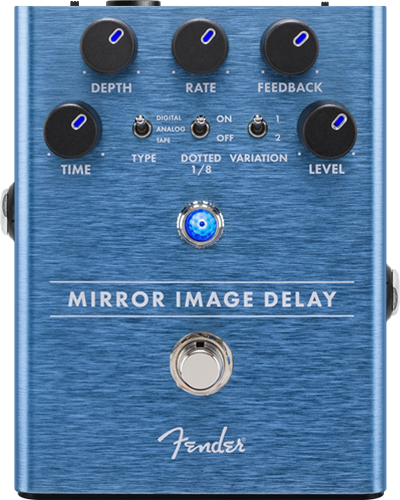 DEPTH RATE FEEDBACK
DIGITAL ON 1
ANALOG
TAPE OFF 2
TIME TYPE DOTTED VARIATION LEVEL
1/8
MIRROR IMAGE DELAY
Fender